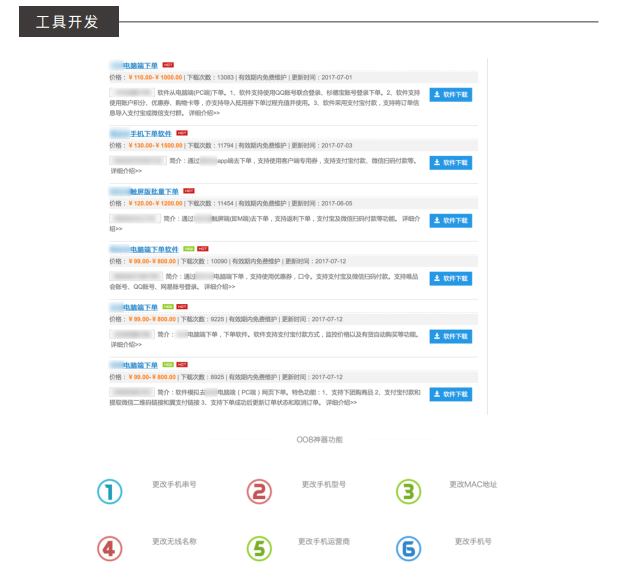 工具开发
电脑端下单 HOT
价格：￥110.00-￥1000.00 | 下载次数：13083 | 有效期内免费维护 | 更新时间：2017-07-01
软件从电脑端(PC端)下单。1、软件支持使用QQ账号联合登录、杉德宝账号登录下单。2、软件支持
使用账户积分、优惠券、购物卡等，亦支持导入抵用券下单过程充值并使用。3、软件采用支付宝付款，支持将订单信
息导入支付宝或微信支付群。 详细介绍>>
软件下载
手机下单软件 HOT
价格：￥130.00-￥1500.00 | 下载次数：11794 | 有效期内免费维护 | 更新时间：2017-07-03
简介：通过 app端去下单，支持使用客户端专用券，支持支付宝付款、微信扫码付款等。
详细介绍>>
软件下载
触屏版批量下单 HOT
价格：￥120.00-￥1200.00 | 下载次数：11454 | 有效期内免费维护 | 更新时间：2017-06-05
简介：通过 触屏端(即M端)去下单，支持返利下单，支付宝及微信扫码付款等功能。 详细介
绍>>
软件下载
电脑端下单软件 HOT
价格：￥99.00-￥800.00 | 下载次数：10090 | 有效期内免费维护 | 更新时间：2017-07-12
简介：通过 电脑端下单，支持使用优惠券，口令。支持支付宝及微信扫码付款。支持唯品
会账号、QQ账号、网易账号登录。 详细介绍>>
软件下载
电脑端下单 HOT
价格：￥99.00-￥800.00 | 下载次数：9225 | 有效期内免费维护 | 更新时间：2017-07-12
简介： 电脑端下单，下单软件。软件支持支付宝付款方式，监控价格以及有货自动购买等功能。
详细介绍>>
软件下载
电脑端下单 HOT
价格：￥99.00-￥800.00 | 下载次数：6925 | 有效期内免费维护 | 更新时间：2017-07-12
简介：软件模拟去 电脑端（PC端）网页下单。特色功能：1、支持下团购商品 2、支付宝付款和
提取微信二维码链接和翼支付链接 3、支持下单成功后更新订单状态和取消订单。 详细介绍>>
软件下载
OO8神器功能
1 更改手机串号
2 更改手机型号
3 更改MAC地址
4 更改无线名称
5 更改手机运营商
6 更改手机号